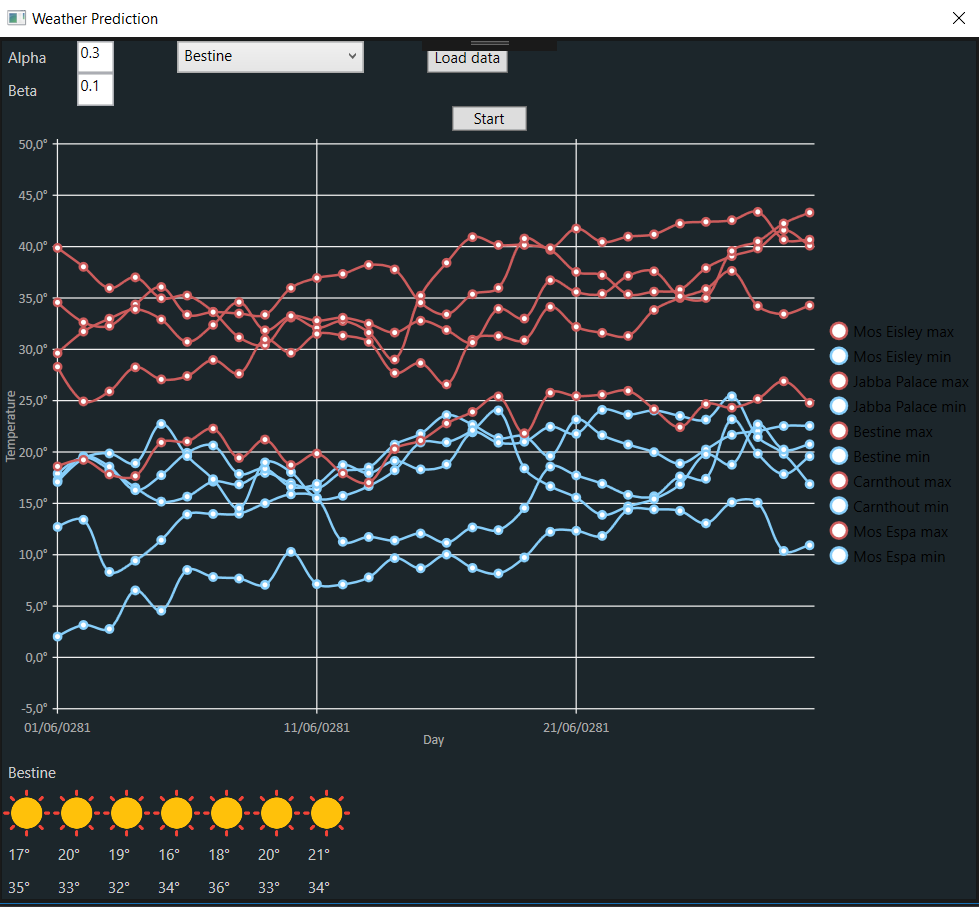 Weather Prediction
Alpha 0.3 Bestine Load data
Beta 0.1
Start
50,0°
45,0°
40,0°
35,0°
30,0°
25,0°
20,0°
15,0°
10,0°
5,0°
0,0°
-5,0°
Temperature
01/06/0281 11/06/0281 21/06/0281
Day
Mos Eisley max
Mos Eisley min
Jabba Palace max
Jabba Palace min
Bestine max
Bestine min
Carnthout max
Carnthout min
Mos Espa max
Mos Espa min
Bestine
17° 20° 19° 16° 18° 20° 21°
35° 33° 32° 34° 36° 33° 34°